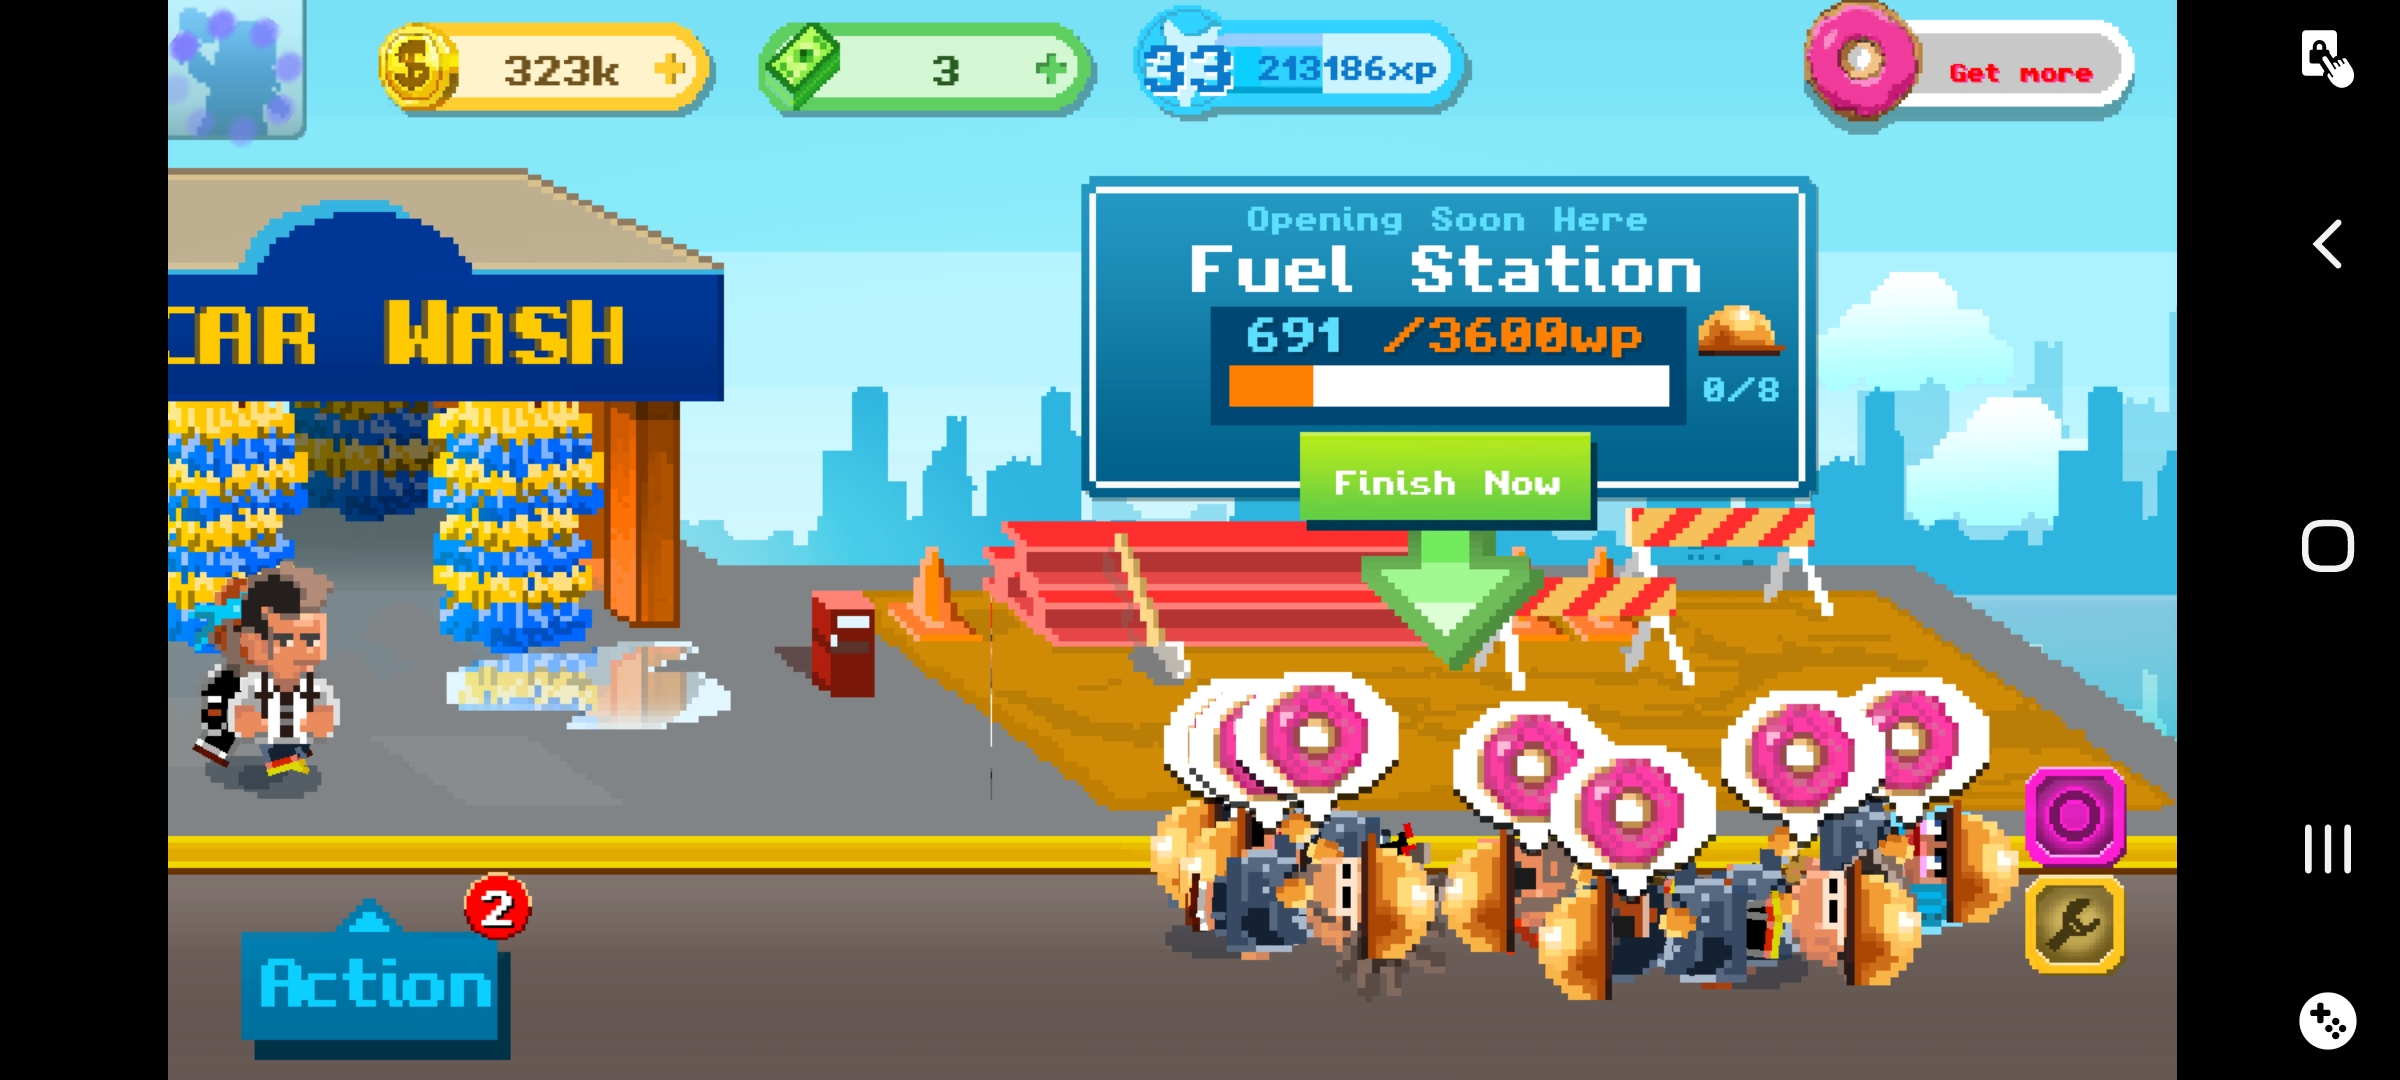 323k +
3 +
33 213186xp
Get more
Opening Soon Here
Fuel Station
691 /3600wp
0/8
Finish Now
CAR WASH
Action
2